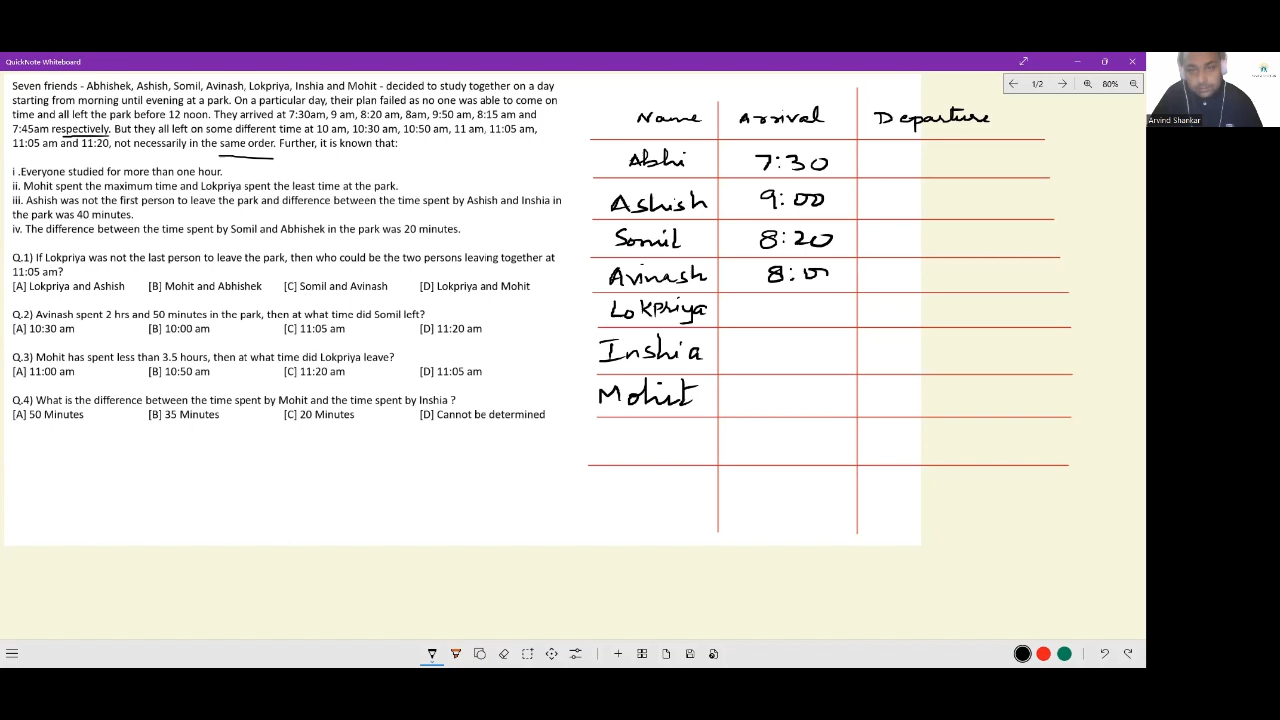 QuickNote Whiteboard
1/2
80%
Seven friends - Abhishek, Ashish, Somil, Avinash, Lokpriya, Inshia and Mohit - decided to study together on a day
starting from morning until evening at a park. On a particular day, their plan failed as no one was able to come on
time and all left the park before 12 noon. They arrived at 7:30am, 9 am, 8:20 am, 8am, 9:50 am, 8:15 am and
7:45am respectively. But they all left on some different time at 10 am, 10:30 am, 10:50 am, 11 am, 11:05 am,
11:05 am and 11:20, not necessarily in the same order. Further, it is known that:
i .Everyone studied for more than one hour.
ii. Mohit spent the maximum time and Lokpriya spent the least time at the park.
iii. Ashish was not the first person to leave the park and difference between the time spent by Ashish and Inshia in
the park was 40 minutes.
iv. The difference between the time spent by Somil and Abhishek in the park was 20 minutes.
Q.1) If Lokpriya was not the last person to leave the park, then who could be the two persons leaving together at
11:05 am?
[A] Lokpriya and Ashish [B] Mohit and Abhishek [C] Somil and Avinash [D] Lokpriya and Mohit
Q.2) Avinash spent 2 hrs and 50 minutes in the park, then at what time did Somil left?
[A] 10:30 am [B] 10:00 am [C] 11:05 am [D] 11:20 am
Q.3) Mohit has spent less than 3.5 hours, then at what time did Lokpriya leave?
[A] 11:00 am [B] 10:50 am [C] 11:20 am [D] 11:05 am
Q.4) What is the difference between the time spent by Mohit and the time spent by Inshia ?
[A] 50 Minutes [B] 35 Minutes [C] 20 Minutes [D] Cannot be determined
Name Arrival Departure
Abhi 7:30
Ashish 9:00
Somil 8:20
Avinash 8:00
Lokpriya
Inshia
Mohit
Arvind Shankar